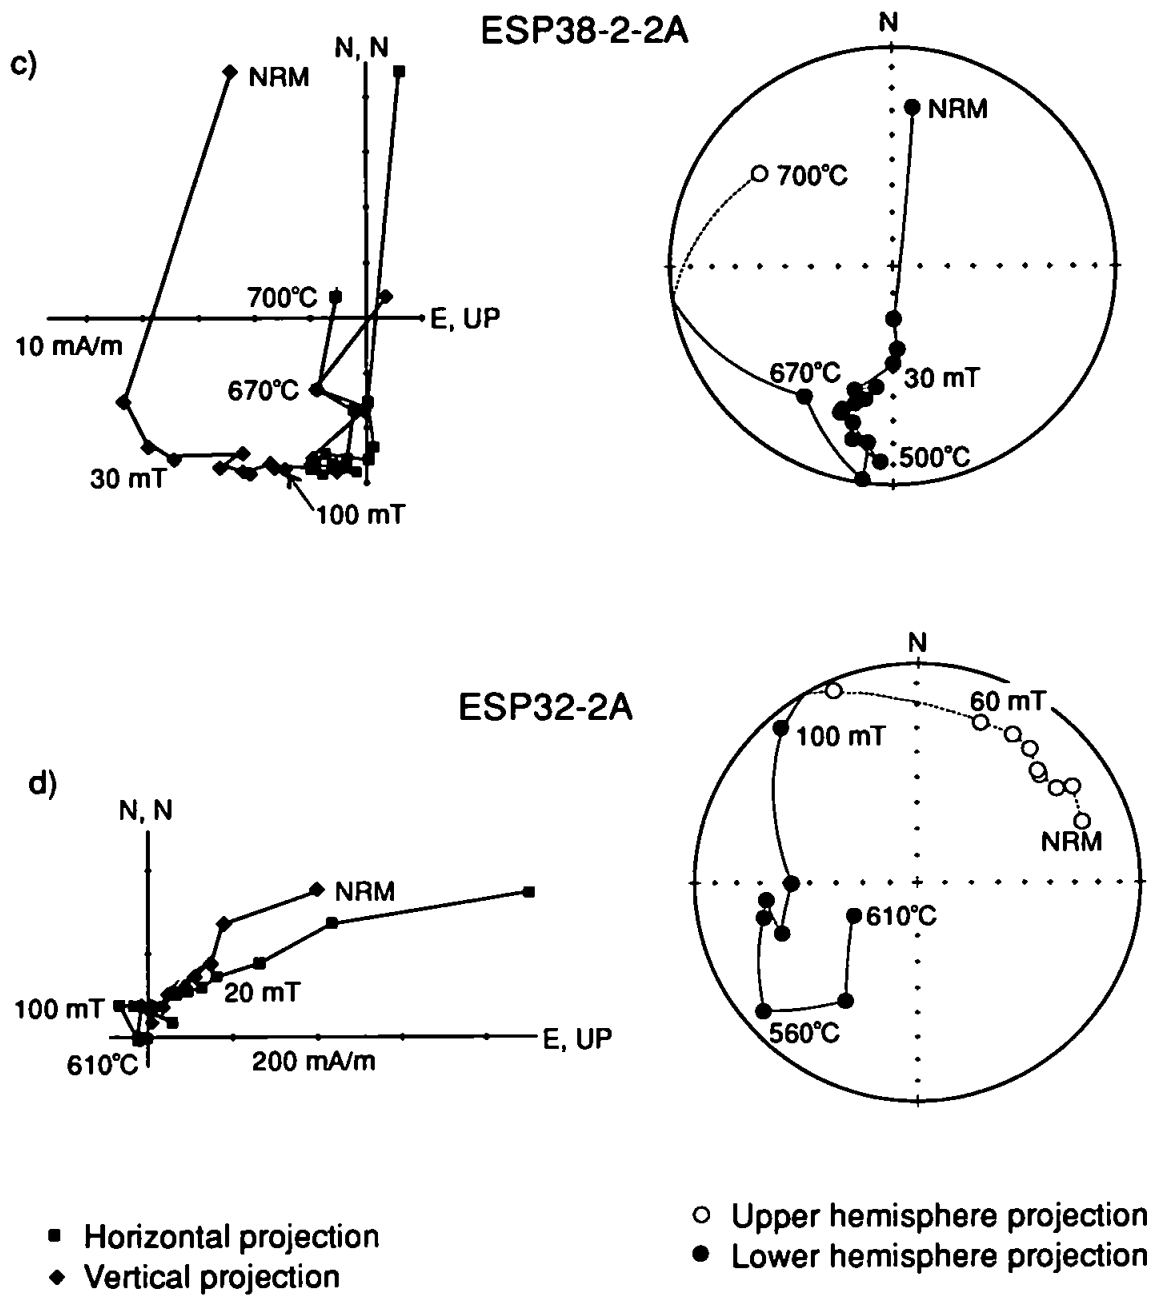 ESP38-2-2A
c)
N, N
NRM
700°C
E, UP
10 mA/m
670°C
30 mT
100 mT
N
NRM
700°C
670°C
30 mT
500°C
ESP32-2A
d)
N, N
NRM
20 mT
100 mT
E, UP
610°C
200 mA/m
N
60 mT
100 mT
NRM
610°C
560°C
Horizontal projection
Vertical projection
Upper hemisphere projection
Lower hemisphere projection